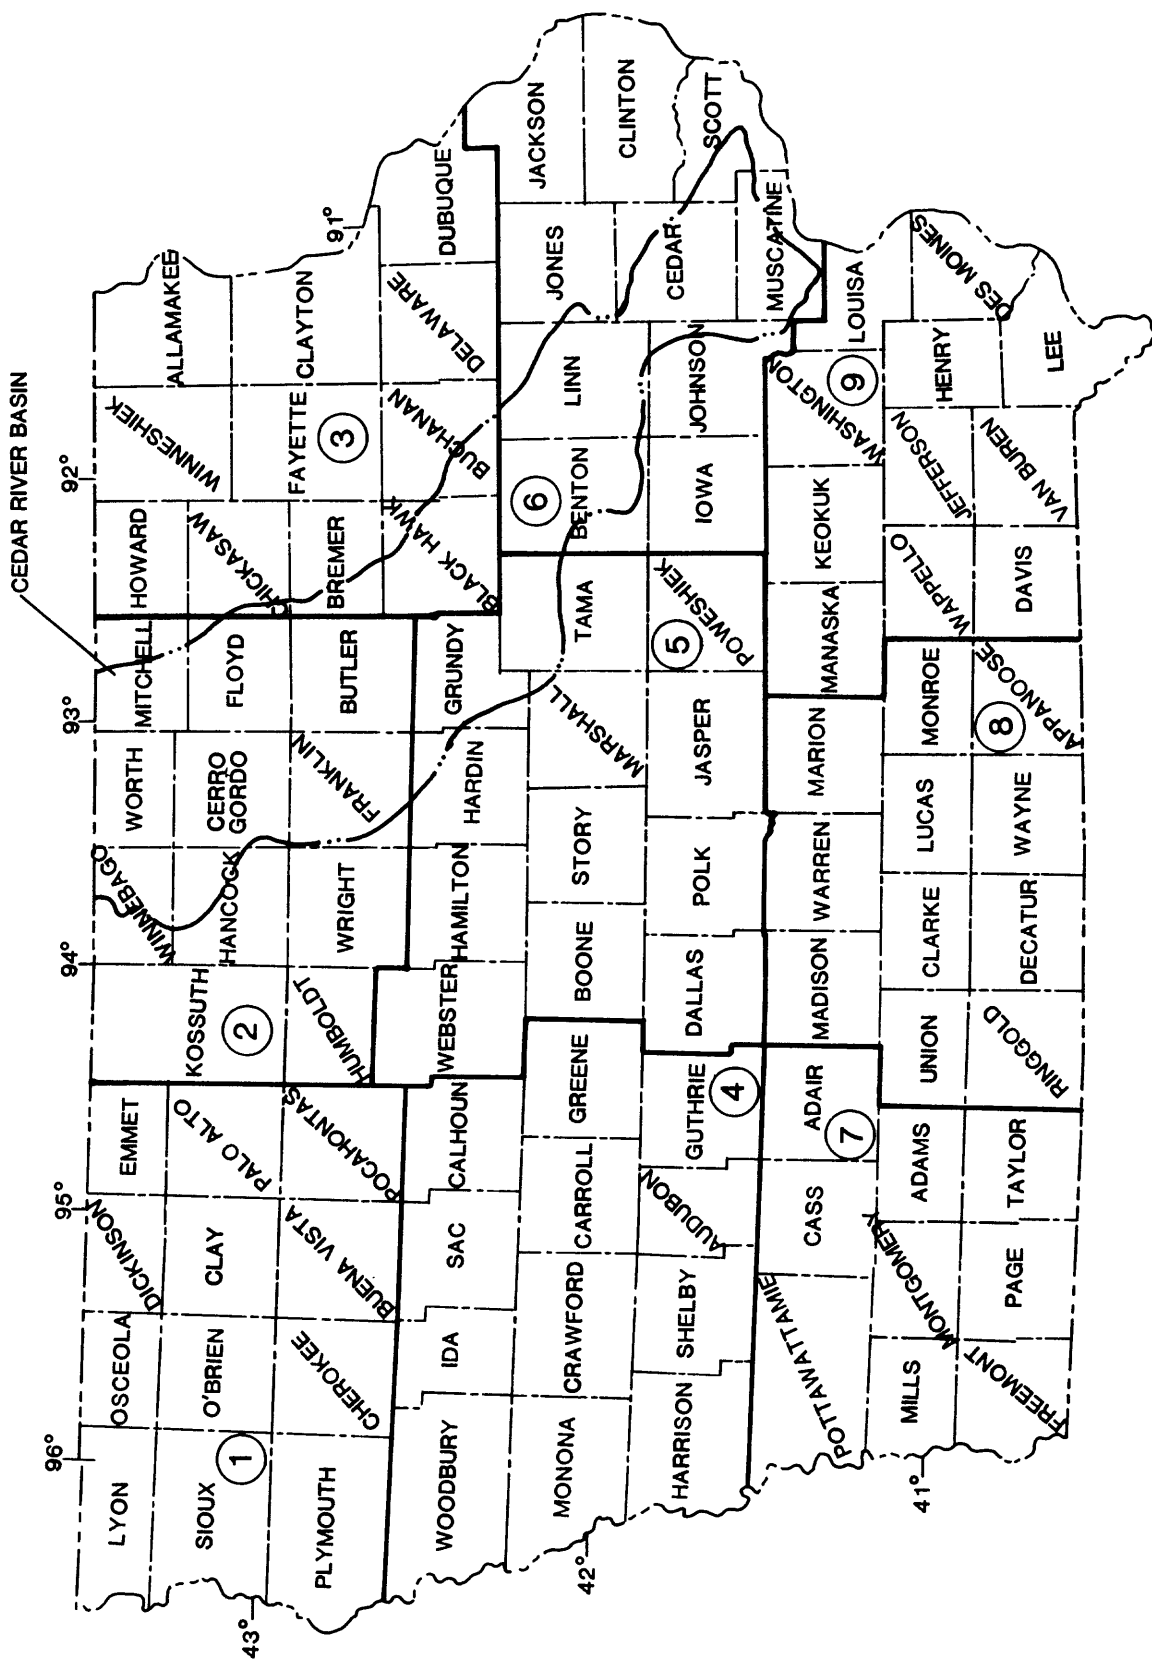 CEDAR RIVER BASIN
96°
95°
94°
93°
92°
91°
43°
42°
41°
LYON
OSCEOLA
DICKINSON
EMMET
WINNEBAGO
WORTH
MITCHELL
HOWARD
WINNESHIEK
ALLAMAKEE
SIOUX
O'BRIEN
CLAY
PALO ALTO
KOSSUTH
HANCOCK
CERRO
GORDO
FLOYD
CHICKASAW
1
2
3
PLYMOUTH
CHEROKEE
BUENA VISTA
POCAHONTAS
HUMBOLDT
WRIGHT
FRANKLIN
BUTLER
BREMER
FAYETTE
CLAYTON
WOODBURY
IDA
SAC
CALHOUN
WEBSTER
HAMILTON
HARDIN
GRUNDY
BLACK HAWK
BUCHANAN
DELAWARE
DUBUQUE
MONONA
CRAWFORD
CARROLL
GREENE
BOONE
STORY
MARSHALL
TAMA
BENTON
6
LINN
JONES
JACKSON
HARRISON
SHELBY
AUDUBON
GUTHRIE
4
DALLAS
POLK
JASPER
POWESHIEK
5
IOWA
JOHNSON
CEDAR
CLINTON
SCOTT
MUSCATINE
POTTAWATTAMIE
CASS
ADAIR
7
MADISON
WARREN
MARION
MANASKA
KEOKUK
WASHINGTON
9
LOUISA
MILLS
MONTGOMERY
ADAMS
UNION
CLARKE
LUCAS
MONROE
WAPPELLO
JEFFERSON
HENRY
DES MOINES
FREEMONT
PAGE
TAYLOR
RINGGOLD
DECATUR
WAYNE
8
APPANOOSE
DAVIS
VAN BUREN
LEE